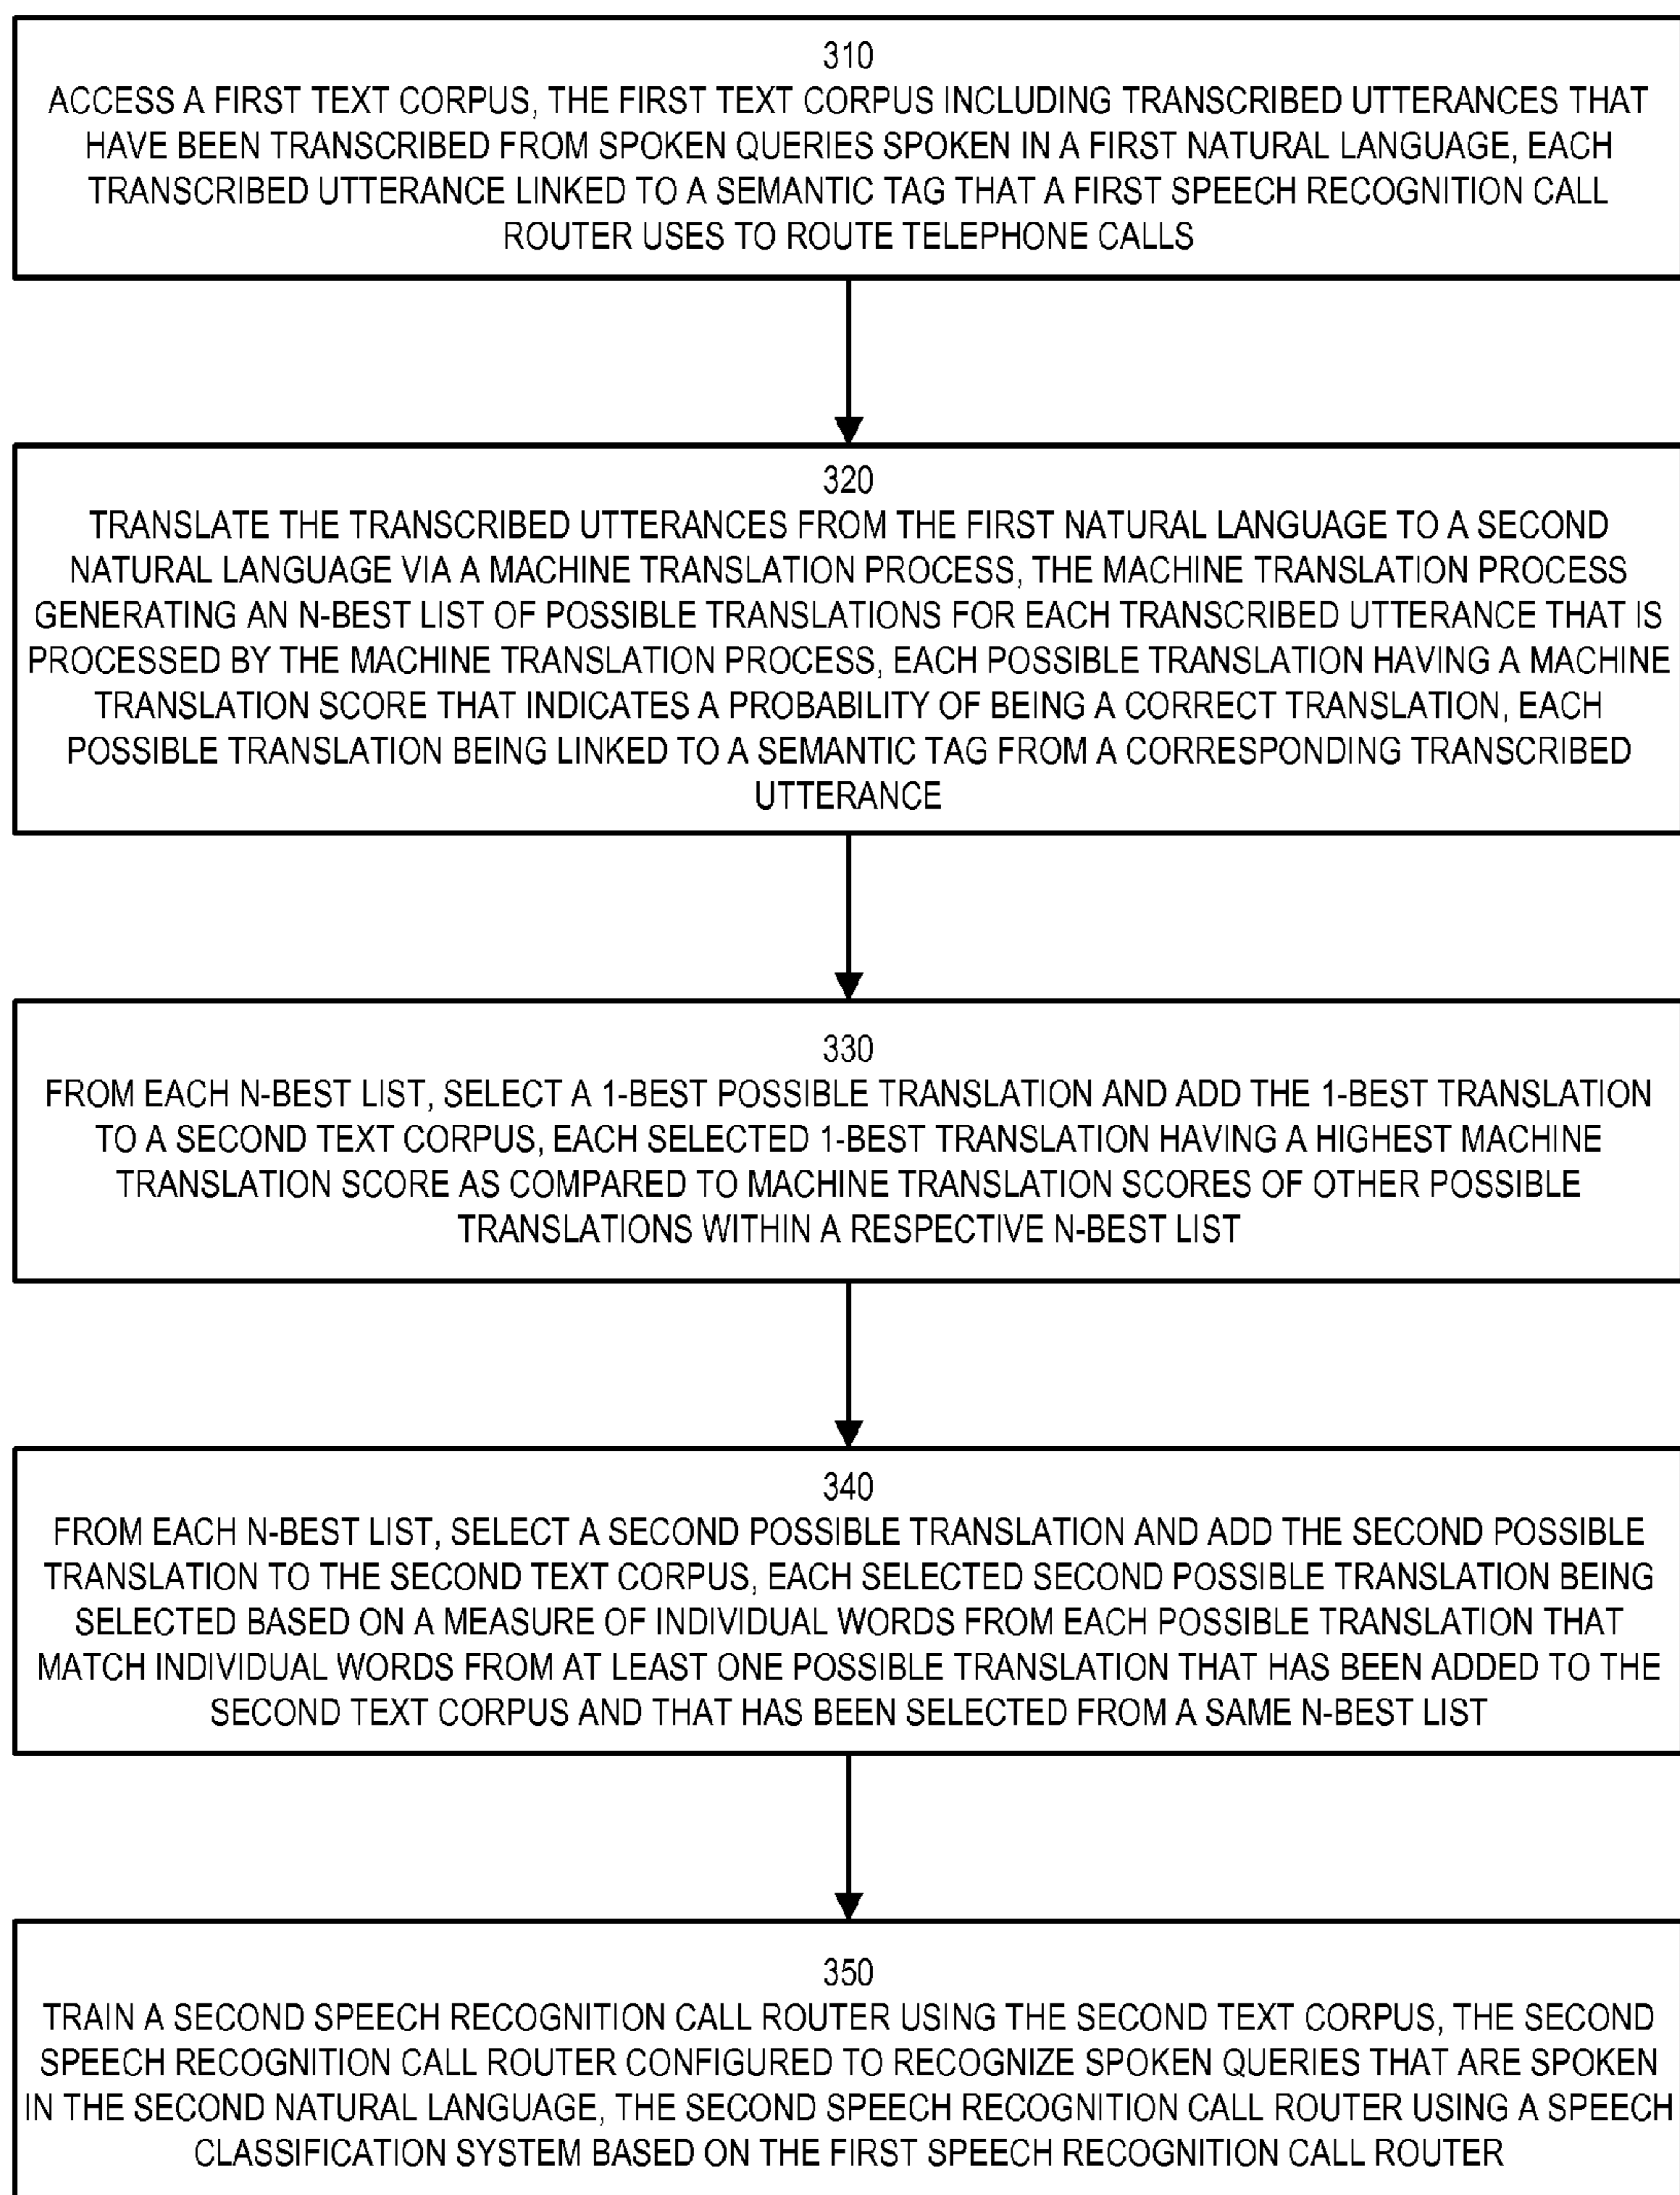 310
ACCESS A FIRST TEXT CORPUS, THE FIRST TEXT CORPUS INCLUDING TRANSCRIBED UTTERANCES THAT
HAVE BEEN TRANSCRIBED FROM SPOKEN QUERIES SPOKEN IN A FIRST NATURAL LANGUAGE, EACH
TRANSCRIBED UTTERANCE LINKED TO A SEMANTIC TAG THAT A FIRST SPEECH RECOGNITION CALL
ROUTER USES TO ROUTE TELEPHONE CALLS
320
TRANSLATE THE TRANSCRIBED UTTERANCES FROM THE FIRST NATURAL LANGUAGE TO A SECOND
NATURAL LANGUAGE VIA A MACHINE TRANSLATION PROCESS, THE MACHINE TRANSLATION PROCESS
GENERATING AN N-BEST LIST OF POSSIBLE TRANSLATIONS FOR EACH TRANSCRIBED UTTERANCE THAT IS
PROCESSED BY THE MACHINE TRANSLATION PROCESS, EACH POSSIBLE TRANSLATION HAVING A MACHINE
TRANSLATION SCORE THAT INDICATES A PROBABILITY OF BEING A CORRECT TRANSLATION, EACH
POSSIBLE TRANSLATION BEING LINKED TO A SEMANTIC TAG FROM A CORRESPONDING TRANSCRIBED
UTTERANCE
330
FROM EACH N-BEST LIST, SELECT A 1-BEST POSSIBLE TRANSLATION AND ADD THE 1-BEST TRANSLATION
TO A SECOND TEXT CORPUS, EACH SELECTED 1-BEST TRANSLATION HAVING A HIGHEST MACHINE
TRANSLATION SCORE AS COMPARED TO MACHINE TRANSLATION SCORES OF OTHER POSSIBLE
TRANSLATIONS WITHIN A RESPECTIVE N-BEST LIST
340
FROM EACH N-BEST LIST, SELECT A SECOND POSSIBLE TRANSLATION AND ADD THE SECOND POSSIBLE
TRANSLATION TO THE SECOND TEXT CORPUS, EACH SELECTED SECOND POSSIBLE TRANSLATION BEING
SELECTED BASED ON A MEASURE OF INDIVIDUAL WORDS FROM EACH POSSIBLE TRANSLATION THAT
MATCH INDIVIDUAL WORDS FROM AT LEAST ONE POSSIBLE TRANSLATION THAT HAS BEEN ADDED TO THE
SECOND TEXT CORPUS AND THAT HAS BEEN SELECTED FROM A SAME N-BEST LIST
350
TRAIN A SECOND SPEECH RECOGNITION CALL ROUTER USING THE SECOND TEXT CORPUS, THE SECOND
SPEECH RECOGNITION CALL ROUTER CONFIGURED TO RECOGNIZE SPOKEN QUERIES THAT ARE SPOKEN
IN THE SECOND NATURAL LANGUAGE, THE SECOND SPEECH RECOGNITION CALL ROUTER USING A SPEECH
CLASSIFICATION SYSTEM BASED ON THE FIRST SPEECH RECOGNITION CALL ROUTER